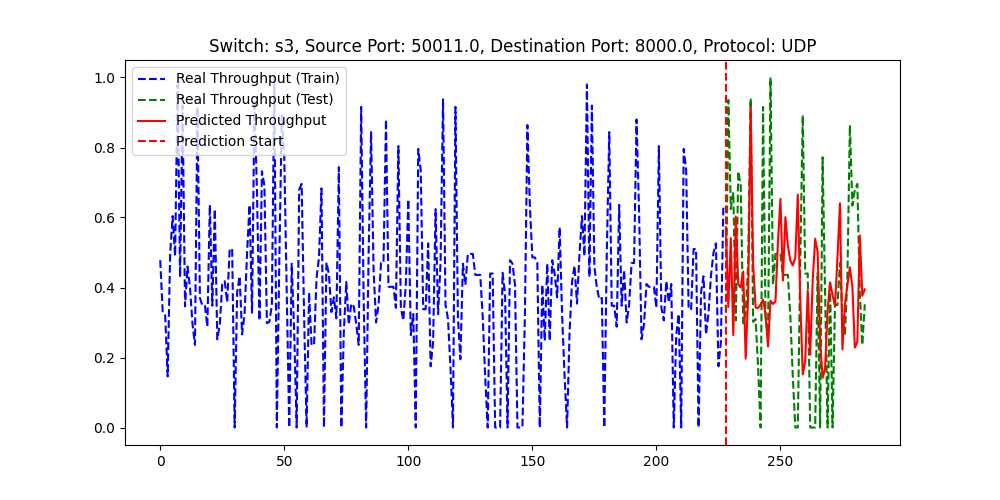 Switch: s3, Source Port: 50011.0, Destination Port: 8000.0, Protocol: UDP
Real Throughput (Train)
Real Throughput (Test)
Predicted Throughput
Prediction Start
1.0
0.8
0.6
0.4
0.2
0.0
0 50 100 150 200 250